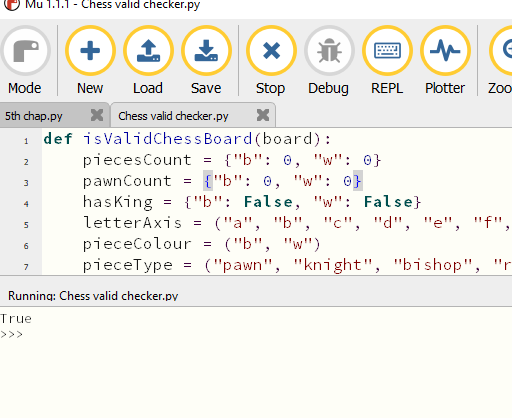 Mu 1.1.1 - Chess valid checker.py
Mode New Load Save Stop Debug REPL Plotter
5th chap.py Chess valid checker.py
1 def isValidChessBoard(board):
2 piecesCount = {"b": 0, "w": 0}
3 pawnCount = {"b": 0, "w": 0}
4 hasKing = {"b": False, "w": False}
5 letterAxis = ("a", "b", "c", "d", "e", "f",
6 pieceColour = ("b", "w")
7 pieceType = ("pawn", "knight", "bishop", "r
Running: Chess valid checker.py
True
>>>